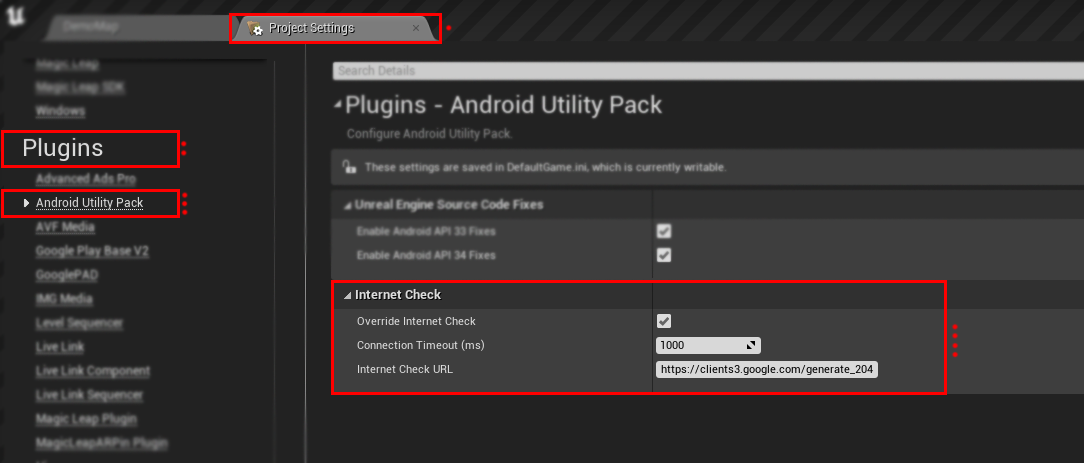 DemoMap
Project Settings
Magic Leap
Magic Leap SDK
Windows
Plugins
Advanced Ads Pro
Android Utility Pack
AVF Media
Google Play Base V2
GooglePAD
IMG Media
Level Sequencer
Live Link
Live Link Component
Live Link Sequencer
Magic Leap Plugin
MagicLeapARPin Plugin
Search Details
Plugins - Android Utility Pack
Configure Android Utility Pack.
These settings are saved in DefaultGame.ini, which is currently writable.
Unreal Engine Source Code Fixes
Enable Android API 33 Fixes
Enable Android API 34 Fixes
Internet Check
Override Internet Check
Connection Timeout (ms) 1000
Internet Check URL https://clients3.google.com/generate_204